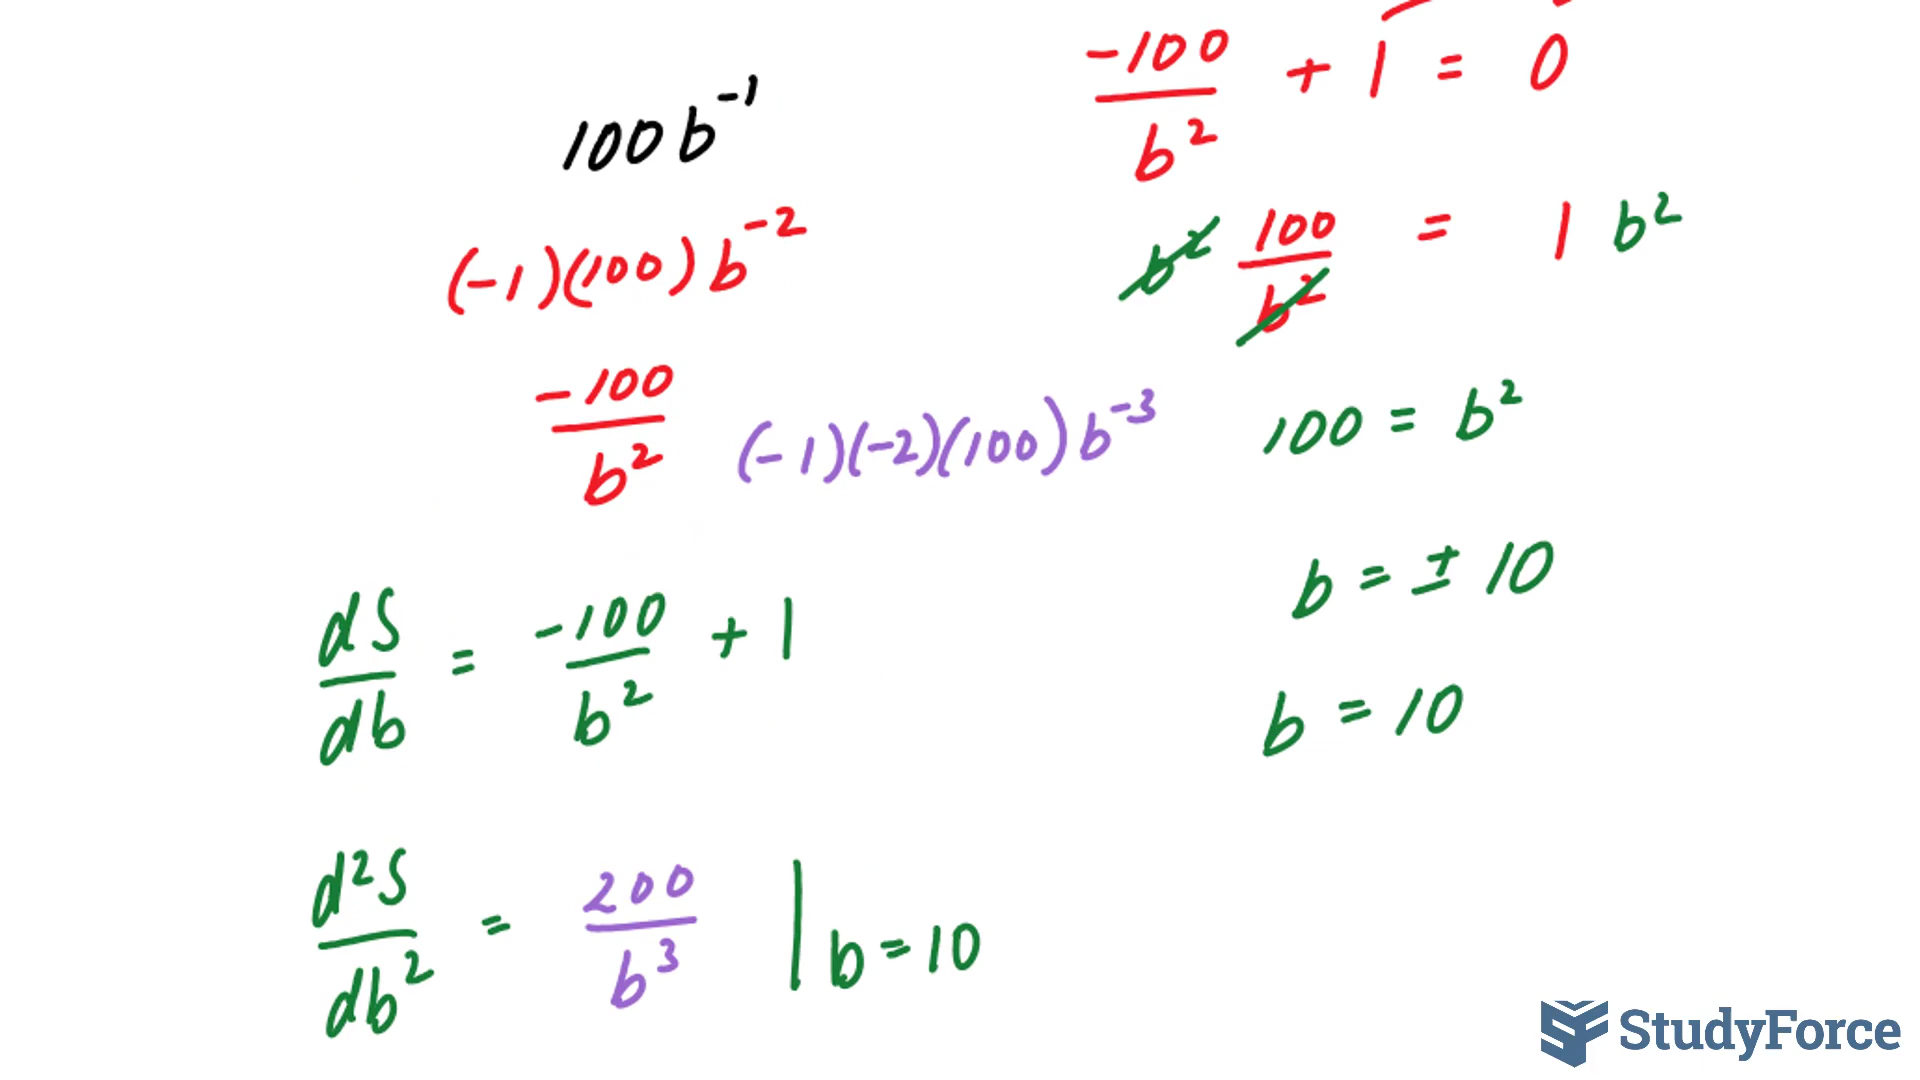 100b⁻¹
(-1)(100)b⁻²
-100/b²
(-1)(-2)(100)b⁻³
dS/db = -100/b² + 1
d²S/db² = 200/b³ | b = 10
-100/b² + 1 = 0
b² 100/b² = 1 b²
100 = b²
b = ± 10
b = 10
StudyForce